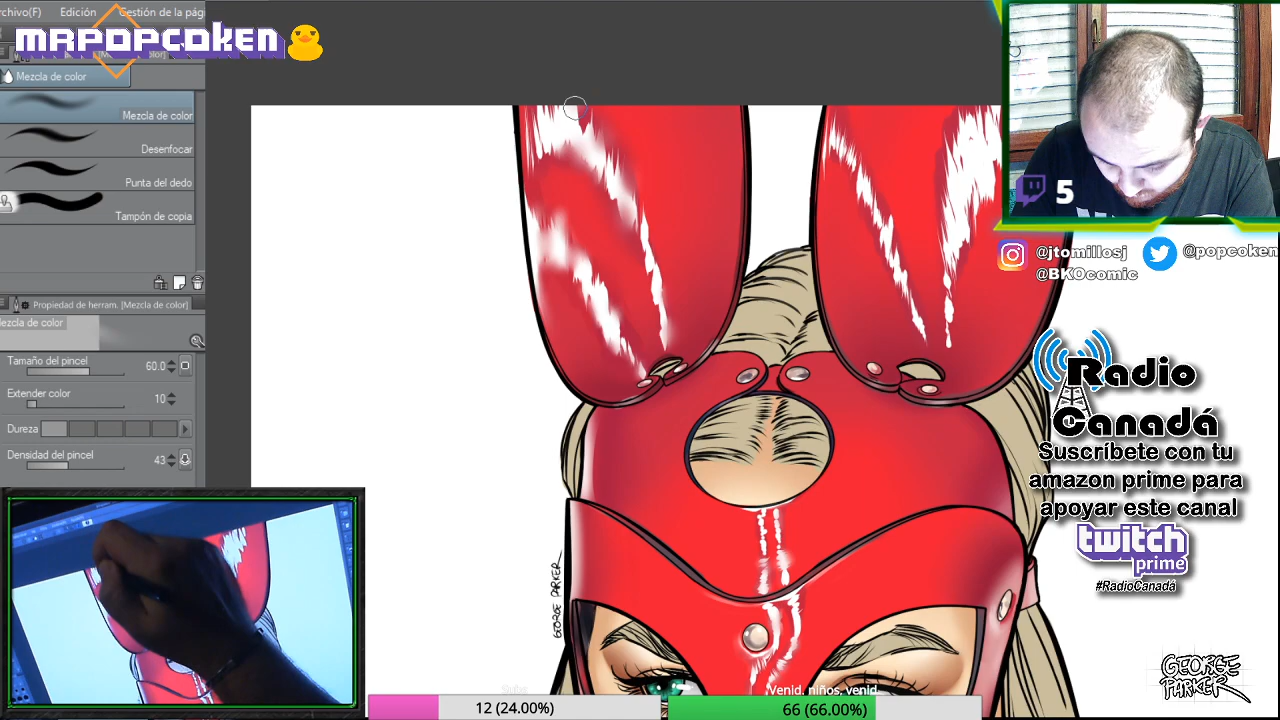 rchivo(F) Edición Gestión de la pág
MRPOPCOKEN
Mezcla de color
Mezcla de color
Desenfocar
Punta del dedo
Tampón de copia
Propiedad de herram. [Mezcla de color]
ezcla de color
Tamaño del pincel 60.0
Extender color 10
Dureza
Densidad del pincel 43
5
@jtomillosj @popcoken
@BKOcomic
Radio
Canadá
Suscríbete con tu
amazon prime para
apoyar este canal
twitch
prime
#RadioCanadá
GEORGE PARKER
GEORGE
PARKER
Subs
12 (24.00%)
Venid, niños, venid.
66 (66.00%)